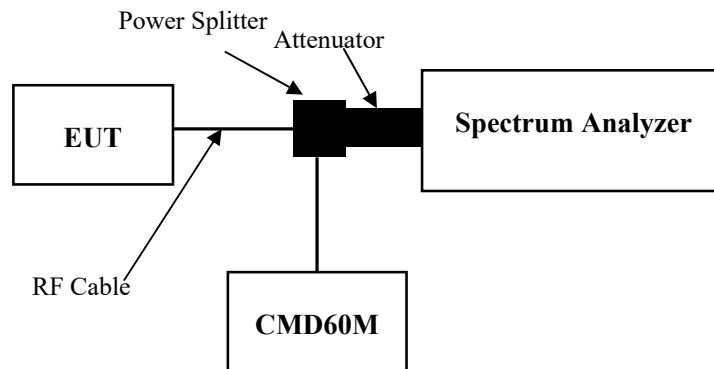 Power Splitter
Attenuator
EUT
Spectrum Analyzer
RF Cable
CMD60M